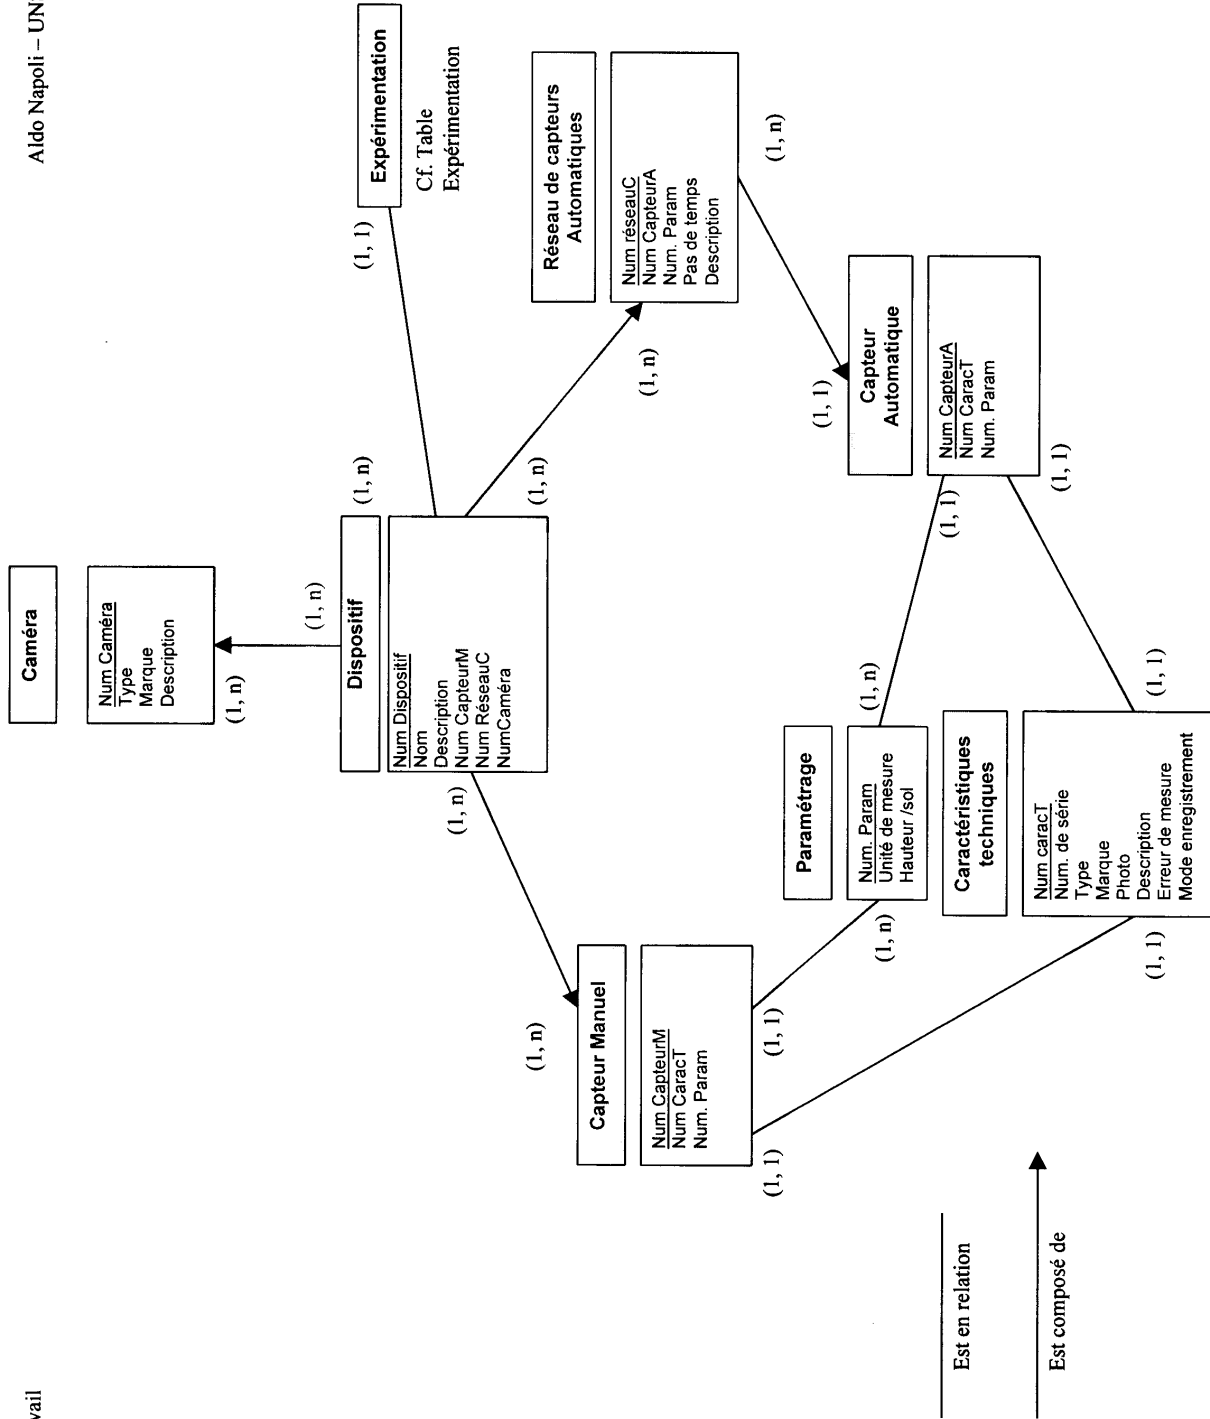 vail
Aldo Napoli – UN
Caméra
Num Caméra
Type
Marque
Description
(1, n)
(1, n)
Dispositif
(1, n)
Num Dispositif
Nom
Description
Num CapteurM
Num RéseauC
NumCaméra
(1, n)
(1, n)
(1, 1)
Expérimentation
Cf. Table
Expérimentation
(1, n)
Capteur Manuel
Num CapteurM
Num CaracT
Num. Param
(1, 1)
(1, 1)
(1, n)
Réseau de capteurs
Automatiques
Num réseauC
Num CapteurA
Num. Param
Pas de temps
Description
(1, n)
(1, 1)
Capteur
Automatique
Num CapteurA
Num CaracT
Num. Param
(1, 1)
(1, 1)
Paramétrage
(1, n)
Num. Param
Unité de mesure
Hauteur /sol
(1, n)
Caractéristiques
techniques
Num caracT
Num. de série
Type
Marque
Photo
Description
Erreur de mesure
Mode enregistrement
(1, 1)
(1, 1)
Est en relation
Est composé de